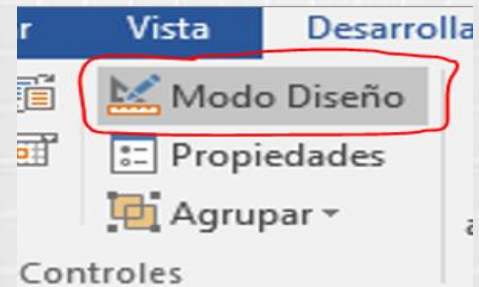 r Vista Desarrolla
Modo Diseño
Propiedades
Agrupar
Controles